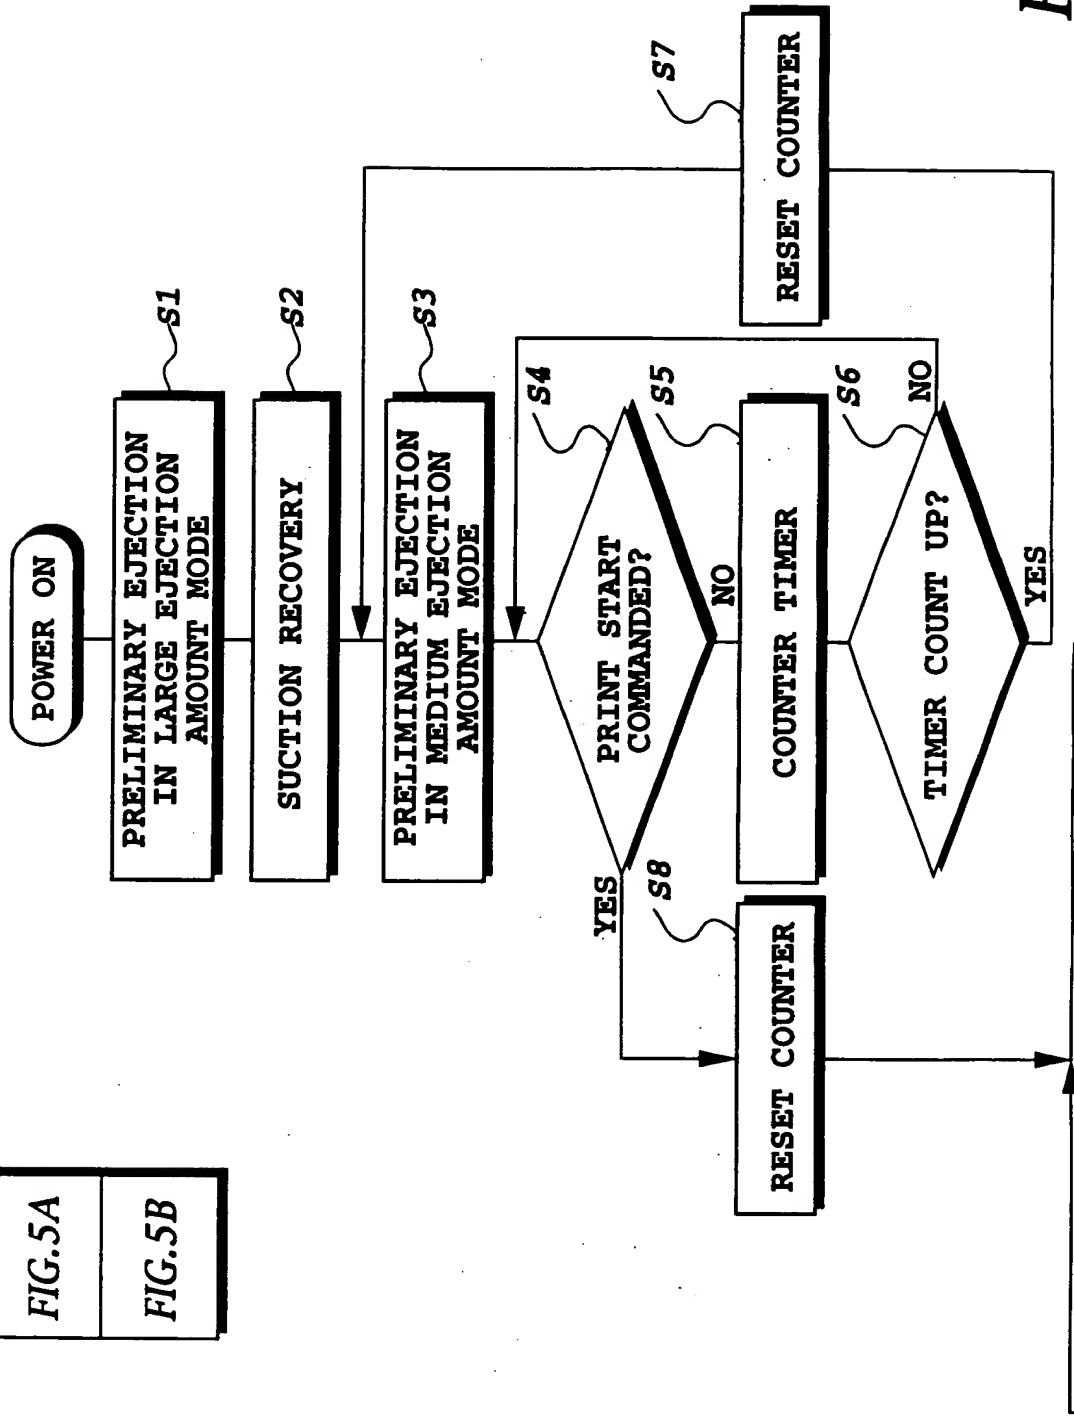 FIG.5A
FIG.5B
POWER ON
PRELIMINARY EJECTION
IN LARGE EJECTION
AMOUNT MODE
S1
SUCTION RECOVERY
S2
PRELIMINARY EJECTION
IN MEDIUM EJECTION
AMOUNT MODE
S3
PRINT START
COMMANDED?
S4
YES
NO
COUNTER TIMER
S5
RESET COUNTER
S8
TIMER COUNT UP?
S6
NO
YES
RESET COUNTER
S7